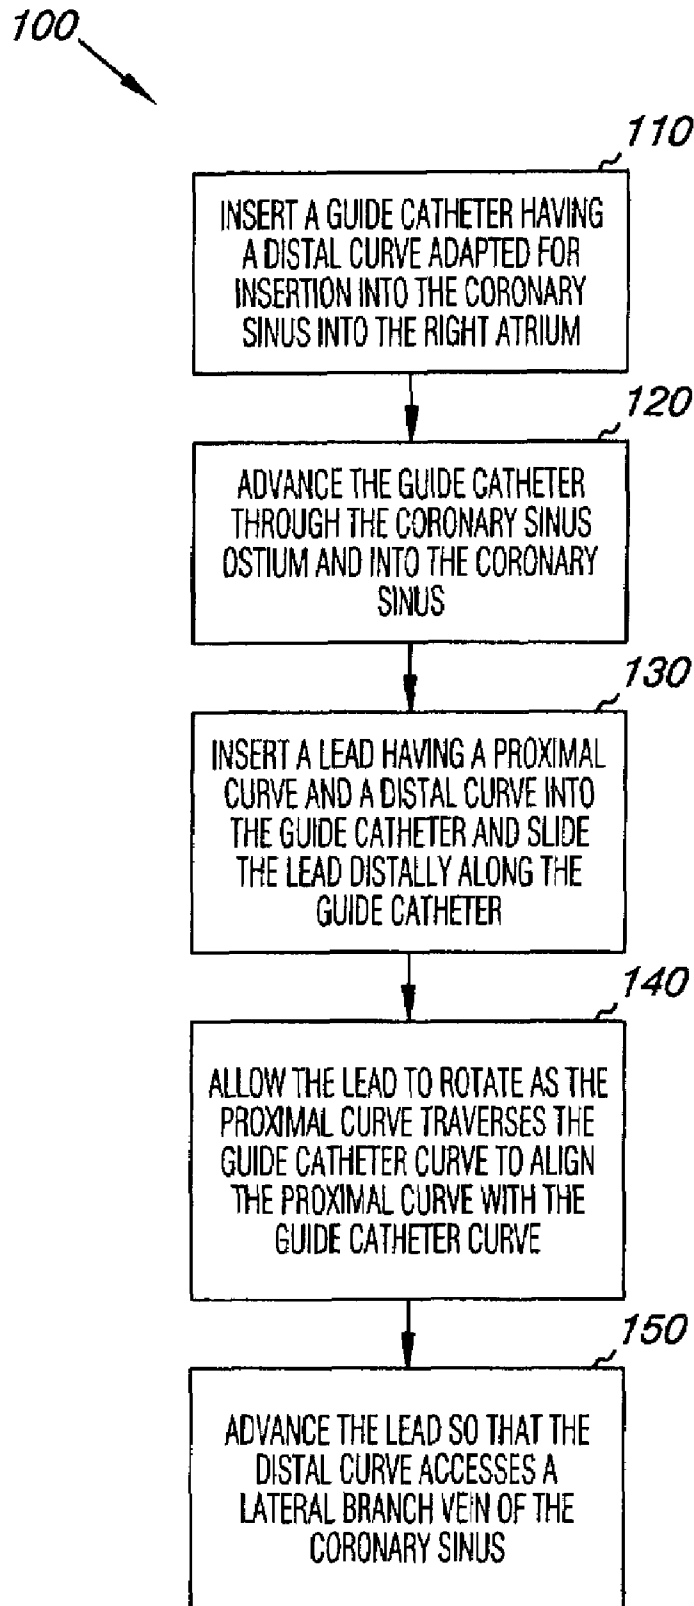 100
110
INSERT A GUIDE CATHETER HAVING
A DISTAL CURVE ADAPTED FOR
INSERTION INTO THE CORONARY
SINUS INTO THE RIGHT ATRIUM
120
ADVANCE THE GUIDE CATHETER
THROUGH THE CORONARY SINUS
OSTIUM AND INTO THE CORONARY
SINUS
130
INSERT A LEAD HAVING A PROXIMAL
CURVE AND A DISTAL CURVE INTO
THE GUIDE CATHETER AND SLIDE
THE LEAD DISTALLY ALONG THE
GUIDE CATHETER
140
ALLOW THE LEAD TO ROTATE AS THE
PROXIMAL CURVE TRAVERSES THE
GUIDE CATHETER CURVE TO ALIGN
THE PROXIMAL CURVE WITH THE
GUIDE CATHETER CURVE
150
ADVANCE THE LEAD SO THAT THE
DISTAL CURVE ACCESSES A
LATERAL BRANCH VEIN OF THE
CORONARY SINUS